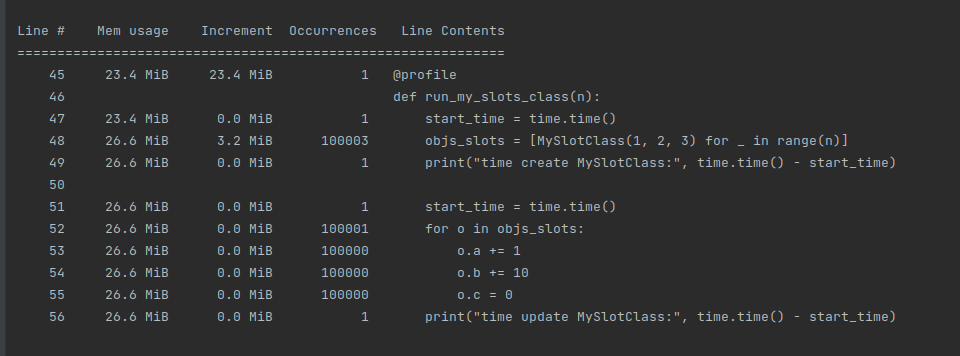 Line #    Mem usage    Increment  Occurrences   Line Contents
=============================================================
    45     23.4 MiB     23.4 MiB           1   @profile
    46                                         def run_my_slots_class(n):
    47     23.4 MiB      0.0 MiB           1       start_time = time.time()
    48     26.6 MiB      3.2 MiB      100003       objs_slots = [MySlotClass(1, 2, 3) for _ in range(n)]
    49     26.6 MiB      0.0 MiB           1       print("time create MySlotClass:", time.time() - start_time)
    50
    51     26.6 MiB      0.0 MiB           1       start_time = time.time()
    52     26.6 MiB      0.0 MiB      100001       for o in objs_slots:
    53     26.6 MiB      0.0 MiB      100000           o.a += 1
    54     26.6 MiB      0.0 MiB      100000           o.b += 10
    55     26.6 MiB      0.0 MiB      100000           o.c = 0
    56     26.6 MiB      0.0 MiB           1       print("time update MySlotClass:", time.time() - start_time)